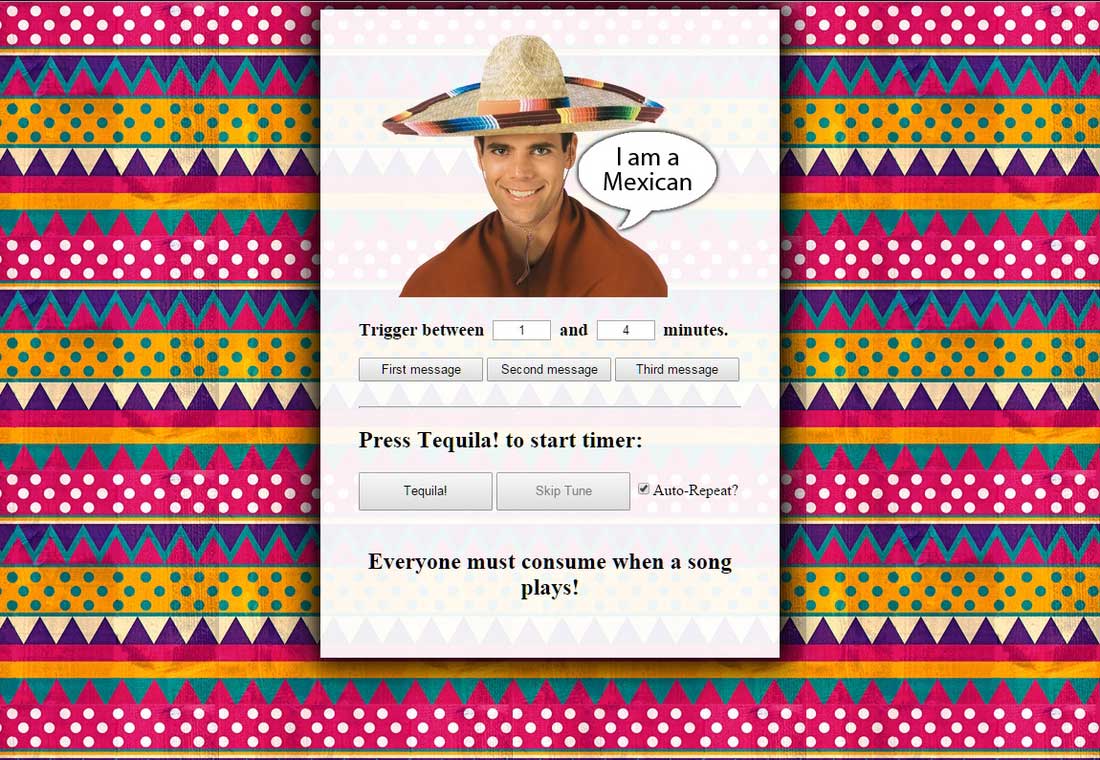 I am a
Mexican
Trigger between 1 and 4 minutes.
First message Second message Third message
Press Tequila! to start timer:
Tequila! Skip Tune Auto-Repeat?
Everyone must consume when a song
plays!